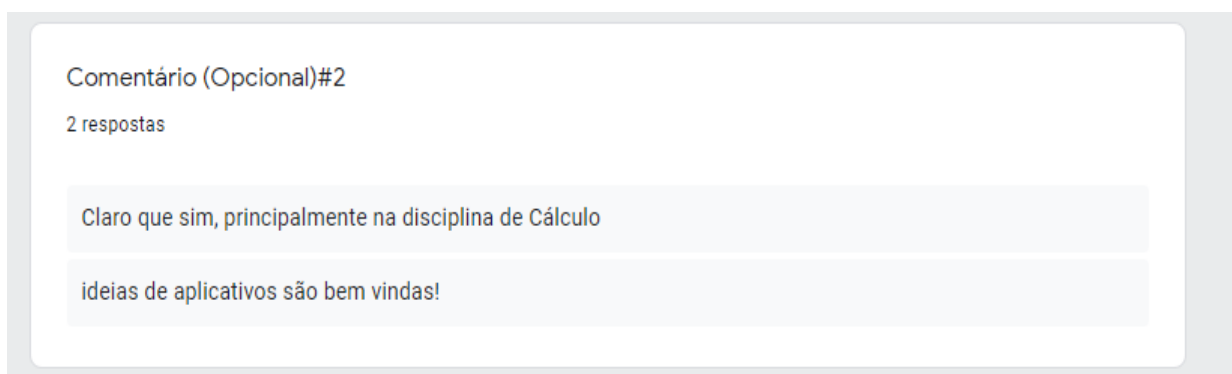 Comentário (Opcional)#2
2 respostas
Claro que sim, principalmente na disciplina de Cálculo
ideias de aplicativos são bem vindas!